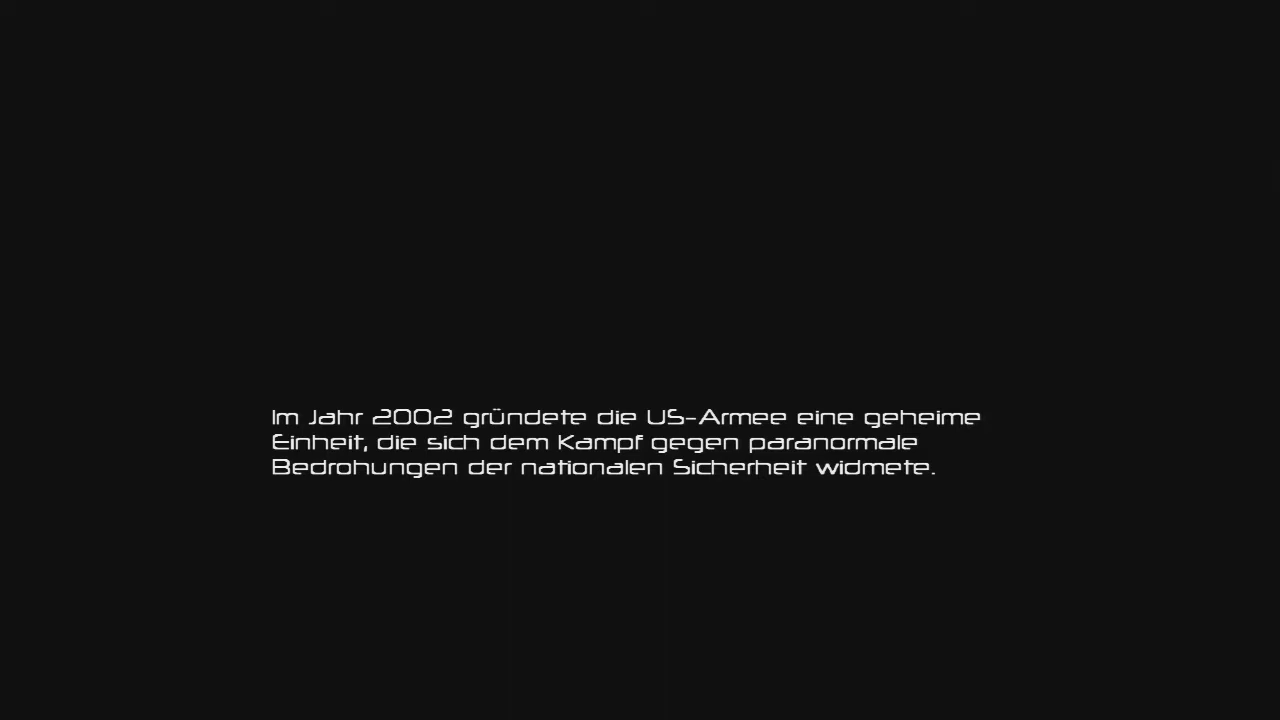 Im Jahr 2002 gründete die US-Armee eine geheime
Einheit, die sich dem Kampf gegen paranormale
Bedrohungen der nationalen Sicherheit widmete.